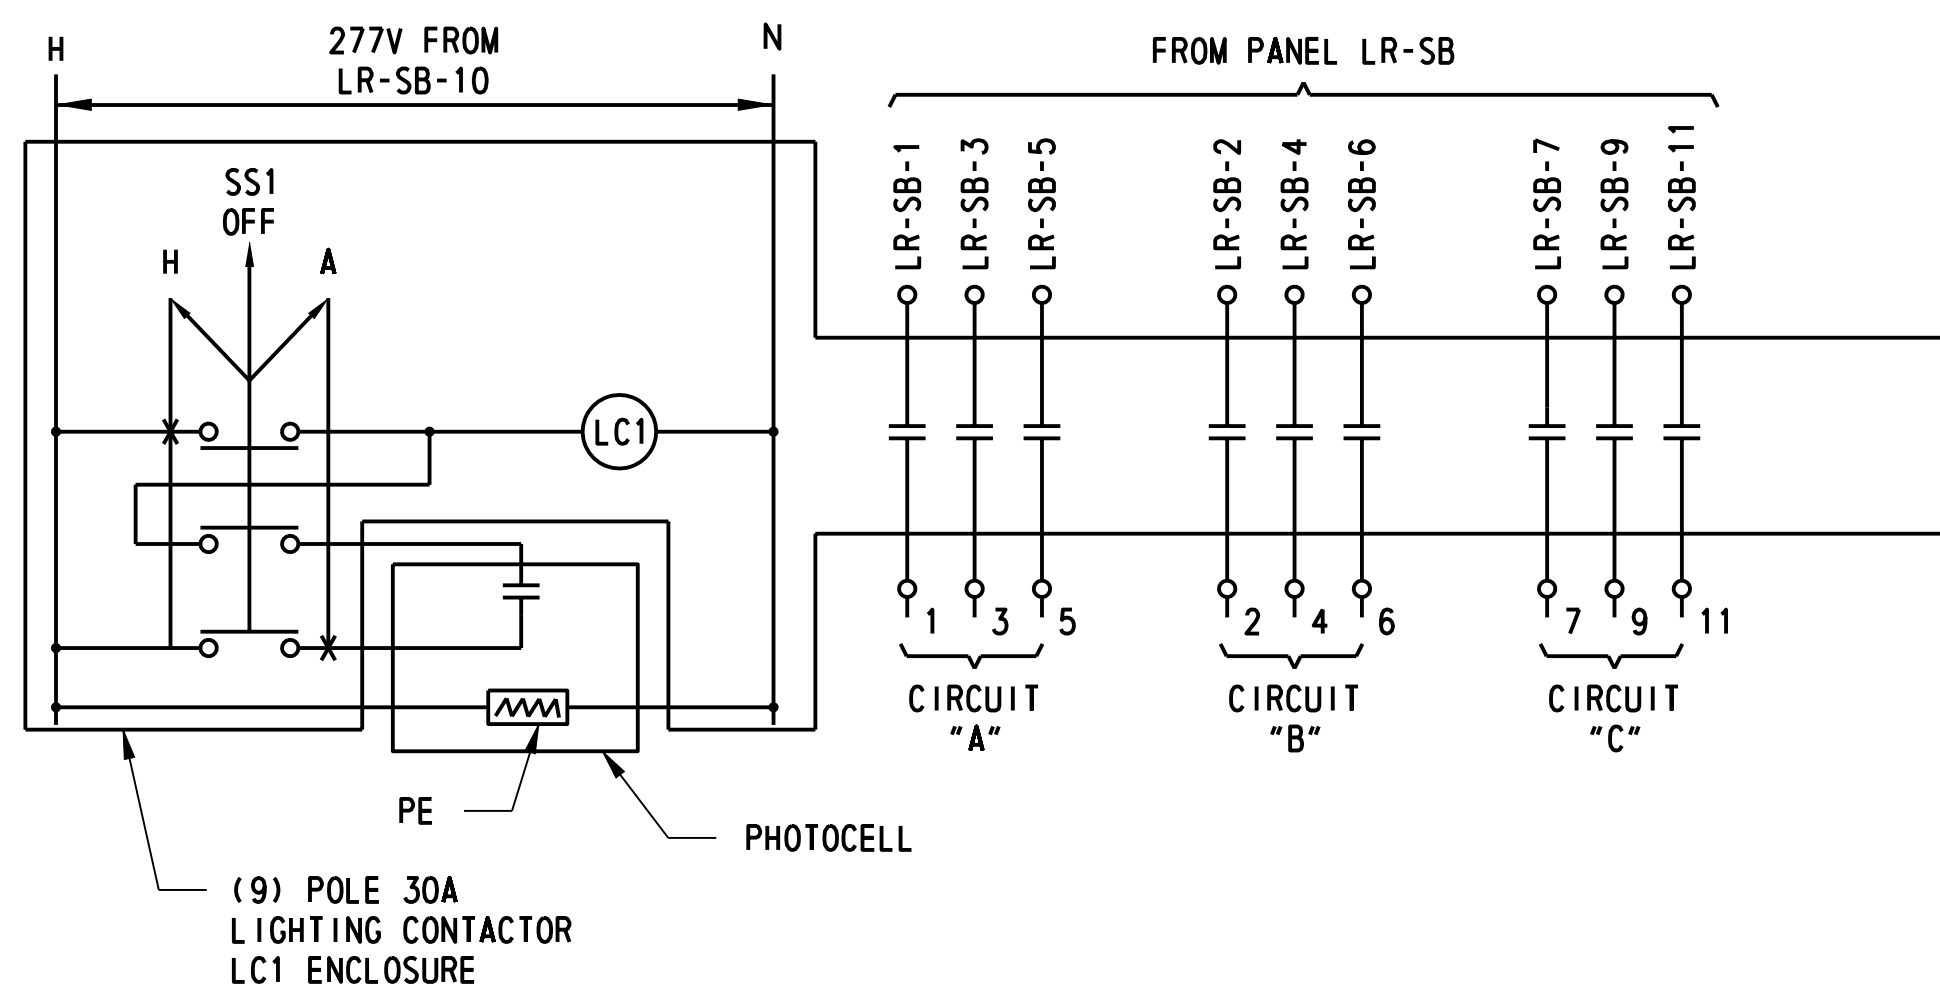 H
277V FROM
LR-SB-10
N
FROM PANEL LR-SB
LR-SB-1
LR-SB-3
LR-SB-5
LR-SB-2
LR-SB-4
LR-SB-6
LR-SB-7
LR-SB-9
LR-SB-11
SS1
OFF
H
A
LC1
1
3
5
2
4
6
7
9
11
CIRCUIT
"A"
CIRCUIT
"B"
CIRCUIT
"C"
PE
PHOTOCELL
(9) POLE 30A
LIGHTING CONTACTOR
LC1 ENCLOSURE